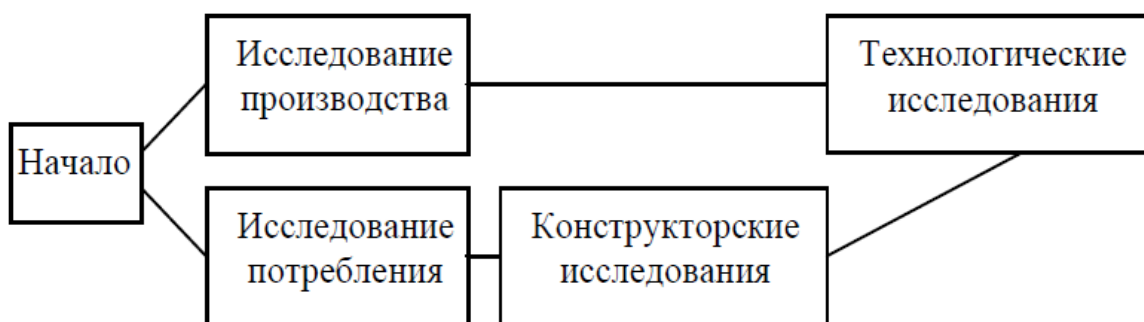 Исследование
производства
Технологические
исследования
Начало
Исследование
потребления
Конструкторские
исследования